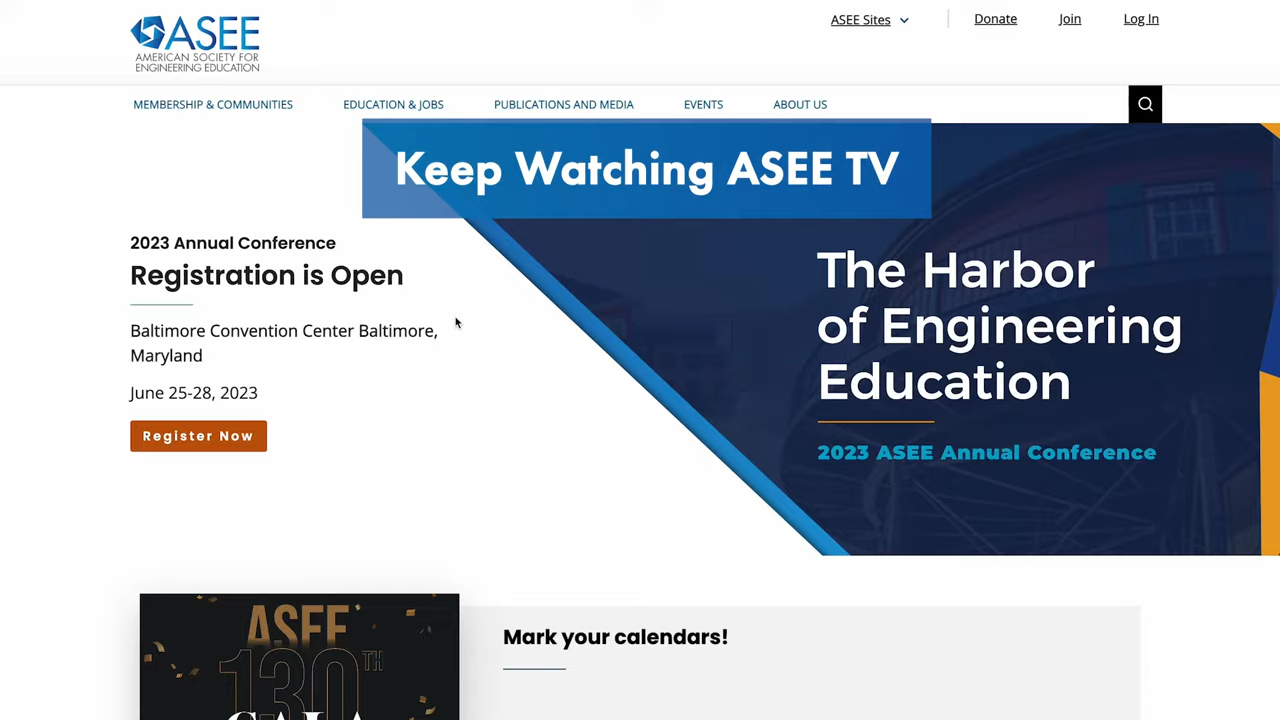 ASEE
AMERICAN SOCIETY FOR
ENGINEERING EDUCATION
ASEE Sites
Donate
Join
Log In
MEMBERSHIP & COMMUNITIES
EDUCATION & JOBS
PUBLICATIONS AND MEDIA
EVENTS
ABOUT US
Keep Watching ASEE TV
2023 Annual Conference
Registration is Open
Baltimore Convention Center Baltimore,
Maryland
June 25-28, 2023
Register Now
The Harbor
of Engineering
Education
2023 ASEE Annual Conference
ASEE
130TH
GALA
Mark your calendars!